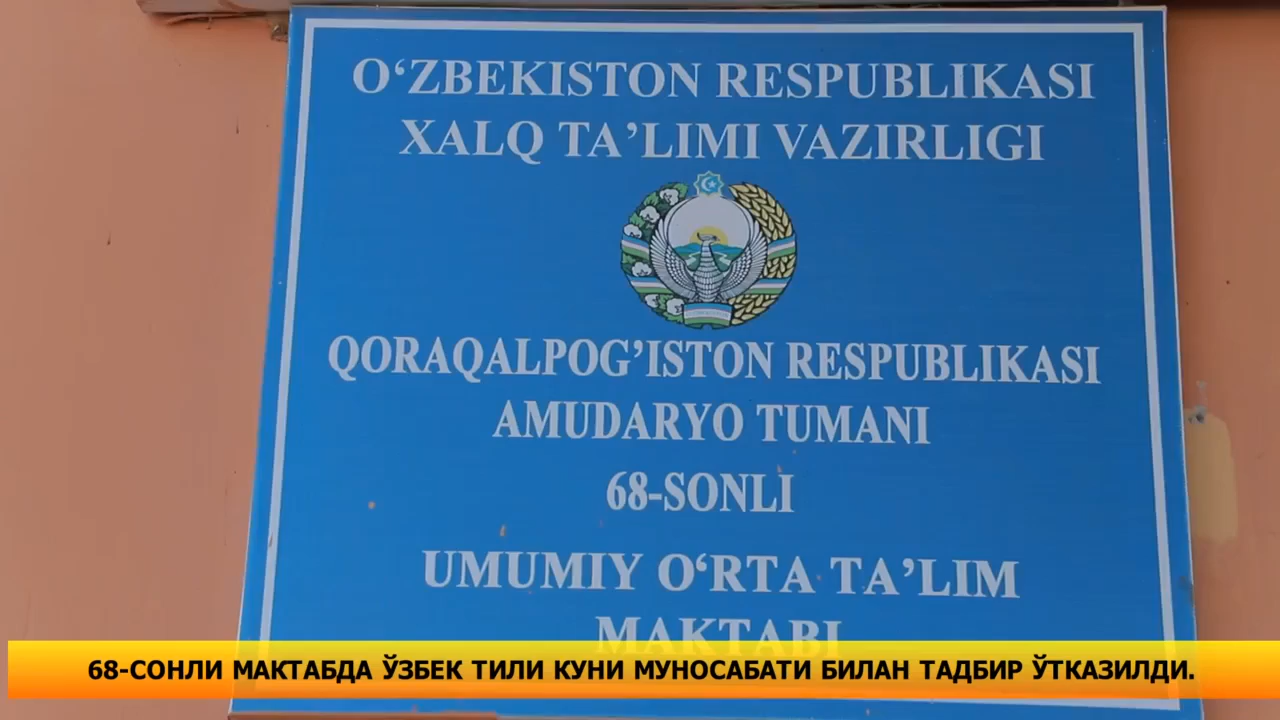 O‘ZBEKISTON RESPUBLIKASI
XALQ TA’LIMI VAZIRLIGI
QORAQALPOG’ISTON RESPUBLIKASI
AMUDARYO TUMANI
68-SONLI
UMUMIY O‘RTA TA’LIM
MAKTABI
68-СОНЛИ МАКТАБДА ЎЗБЕК ТИЛИ КУНИ МУНОСАБАТИ БИЛАН ТАДБИР ЎТКАЗИЛДИ.